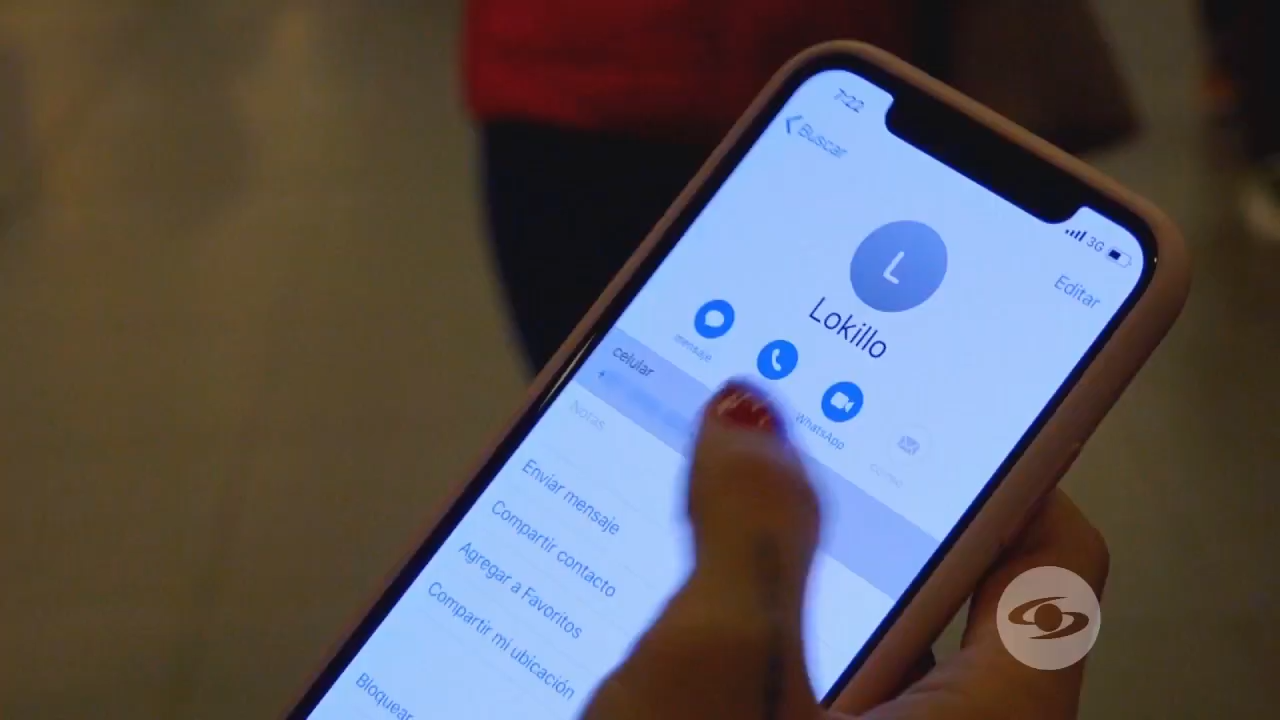 7:22
Buscar
3G
Editar
L
Lokillo
mensaje
WhatsApp
correo
celular
Notas
Enviar mensaje
Compartir contacto
Agregar a Favoritos
Compartir mi ubicación
Bloquear